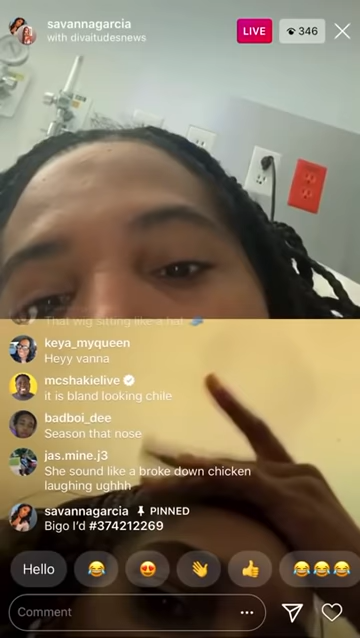 savannagarcia
with divaitudesnews
LIVE
346
That wig sitting like a hat 🧢
keya_myqueen
Heyy vanna
mcshakielive
it is bland looking chile
badboi_dee
Season that nose
jas.mine.j3
She sound like a broke down chicken
laughing ughhh
savannagarcia PINNED
Bigo I'd #374212269
Hello
Comment